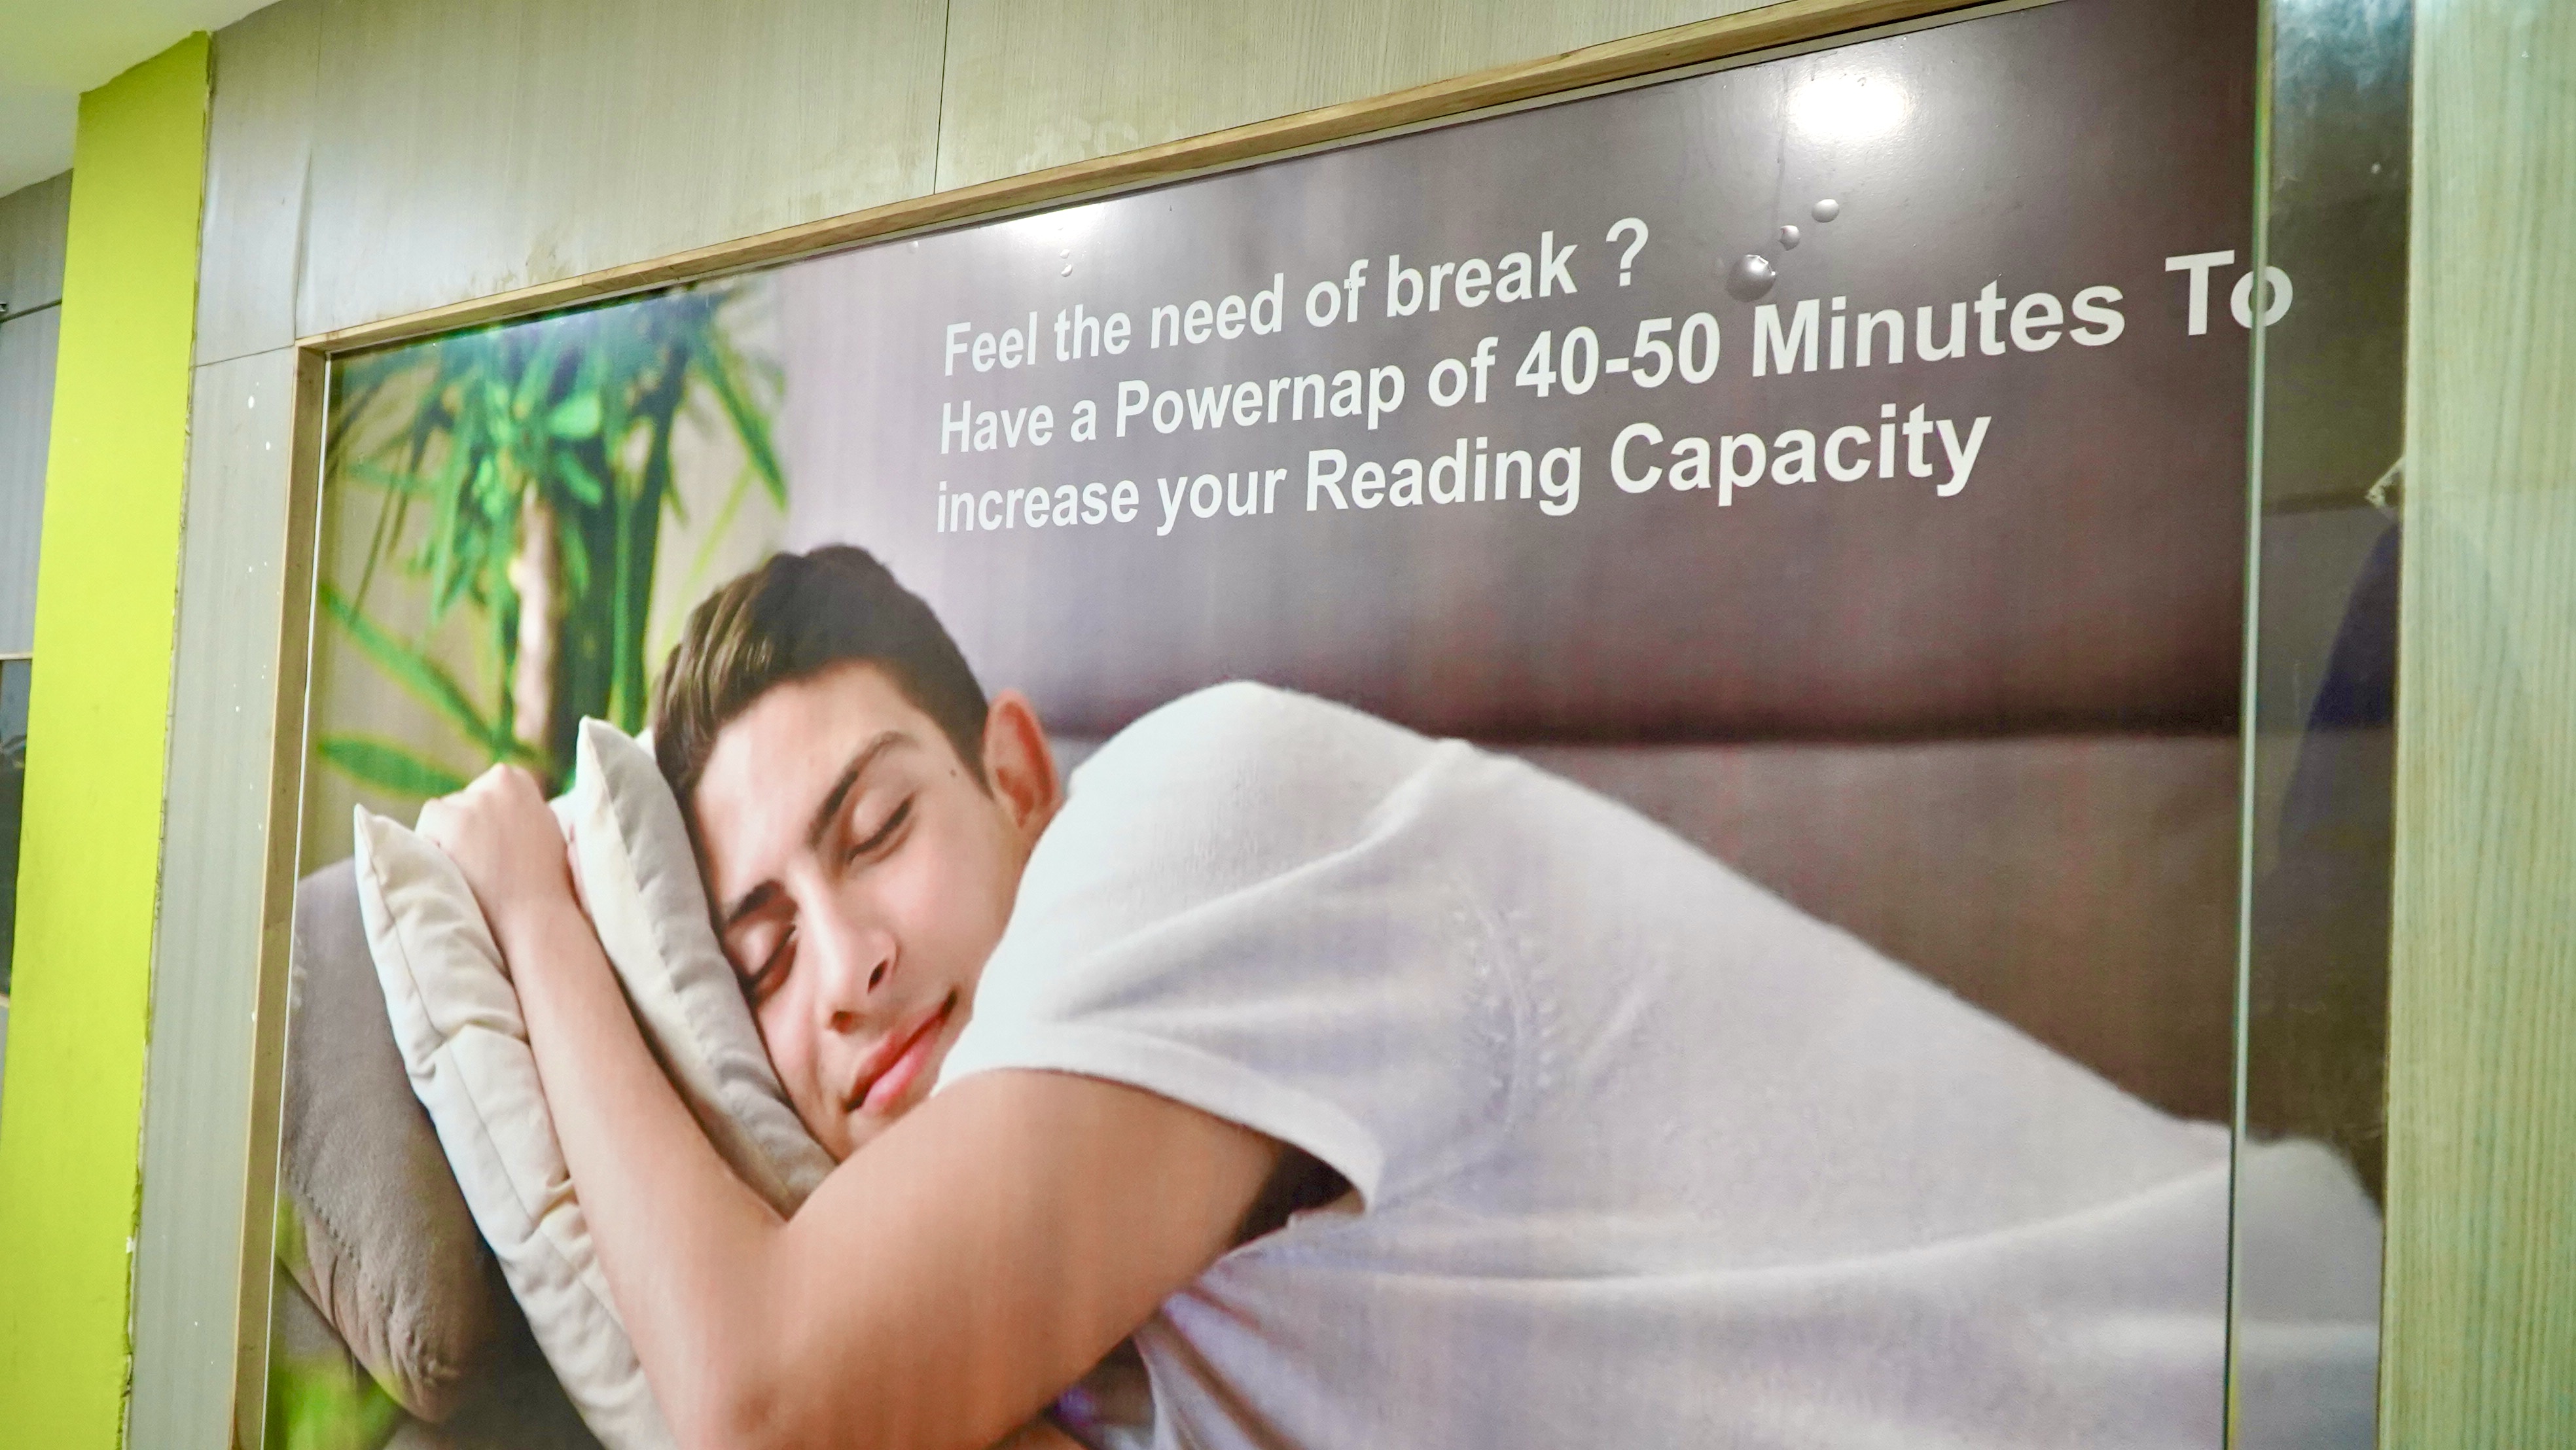 Feel the need of break ?
Have a Powernap of 40-50 Minutes To
increase your Reading Capacity